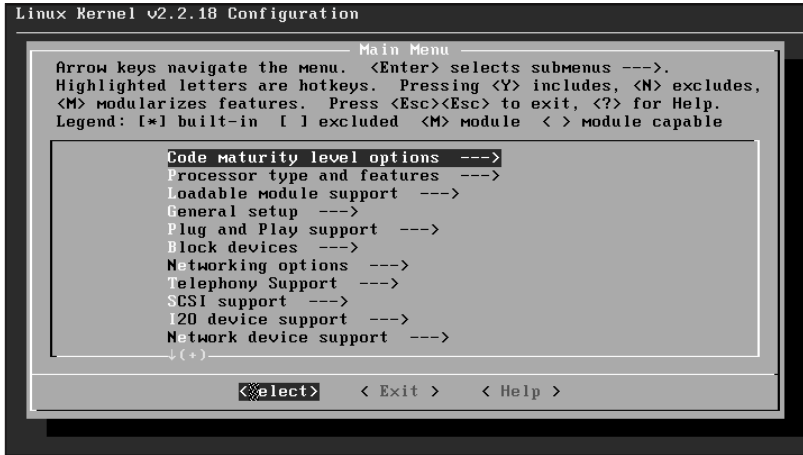 Linux Kernel v2.2.18 Configuration
Main Menu
Arrow keys navigate the menu.  <Enter> selects submenus --->.
Highlighted letters are hotkeys.  Pressing <Y> includes, <N> excludes,
<M> modularizes features.  Press <Esc><Esc> to exit, <?> for Help.
Legend: [*] built-in  [ ] excluded  <M> module  < > module capable
Code maturity level options  --->
Processor type and features  --->
Loadable module support  --->
General setup  --->
Plug and Play support  --->
Block devices  --->
Networking options  --->
Telephony Support  --->
SCSI support  --->
I2O device support  --->
Network device support  --->
↓(+)
<Select>    < Exit >    < Help >